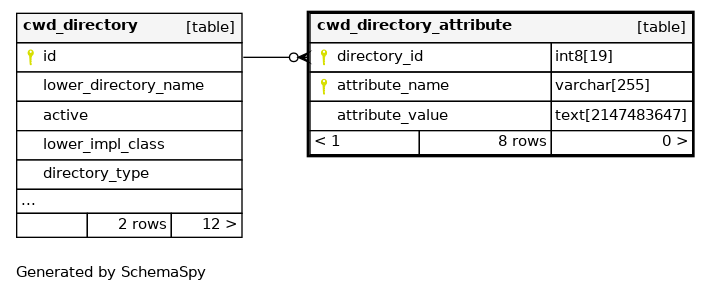 cwd_directory [table]
id
lower_directory_name
active
lower_impl_class
directory_type
...
2 rows 12 >
cwd_directory_attribute [table]
directory_id int8[19]
attribute_name varchar[255]
attribute_value text[2147483647]
< 1 8 rows 0 >
Generated by SchemaSpy